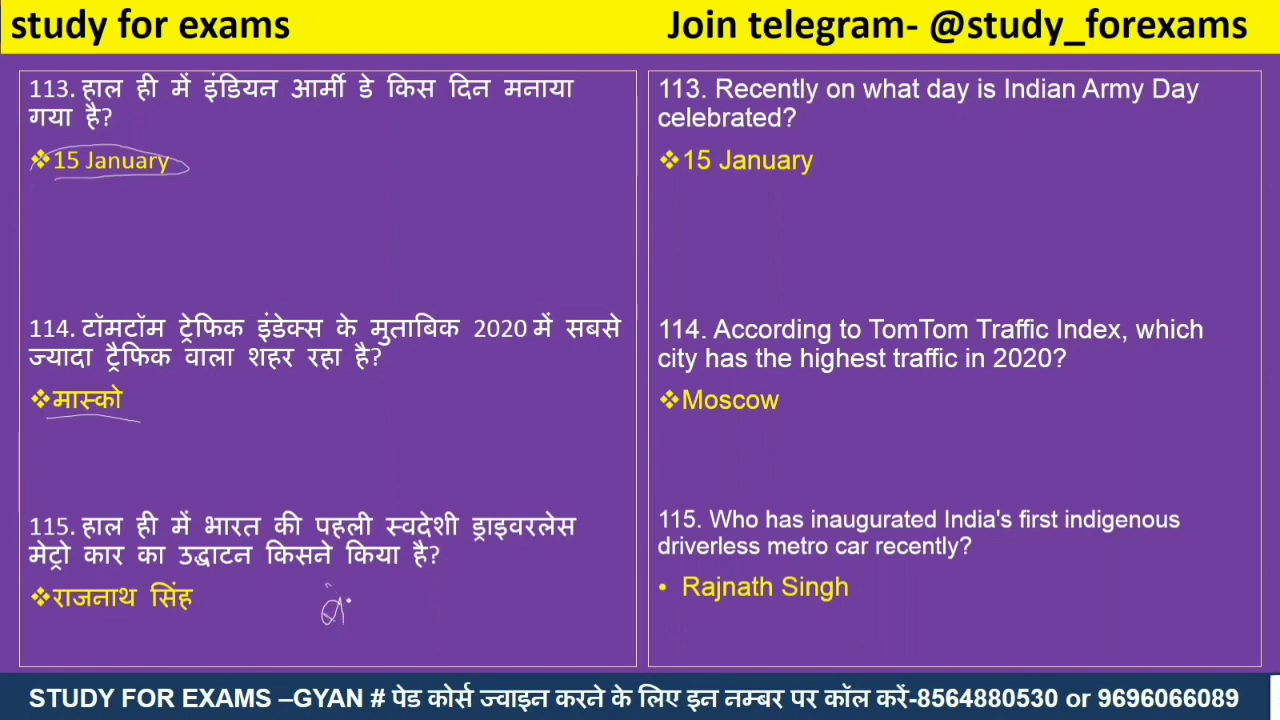 study for exams
Join telegram- @study_forexams
113. हाल ही में इंडियन आर्मी डे किस दिन मनाया
गया है?
❖15 January
114. टॉमटॉम ट्रेफिक इंडेक्स के मुताबिक 2020 में सबसे
ज्यादा ट्रैफिक वाला शहर रहा है?
❖मास्को
115. हाल ही में भारत की पहली स्वदेशी ड्राइवरलेस
मेट्रो कार का उद्घाटन किसने किया है?
❖राजनाथ सिंह
113. Recently on what day is Indian Army Day
celebrated?
❖15 January
114. According to TomTom Traffic Index, which
city has the highest traffic in 2020?
❖Moscow
115. Who has inaugurated India's first indigenous
driverless metro car recently?
• Rajnath Singh
STUDY FOR EXAMS –GYAN # पेड कोर्स ज्वाइन करने के लिए इन नम्बर पर कॉल करें-8564880530 or 9696066089